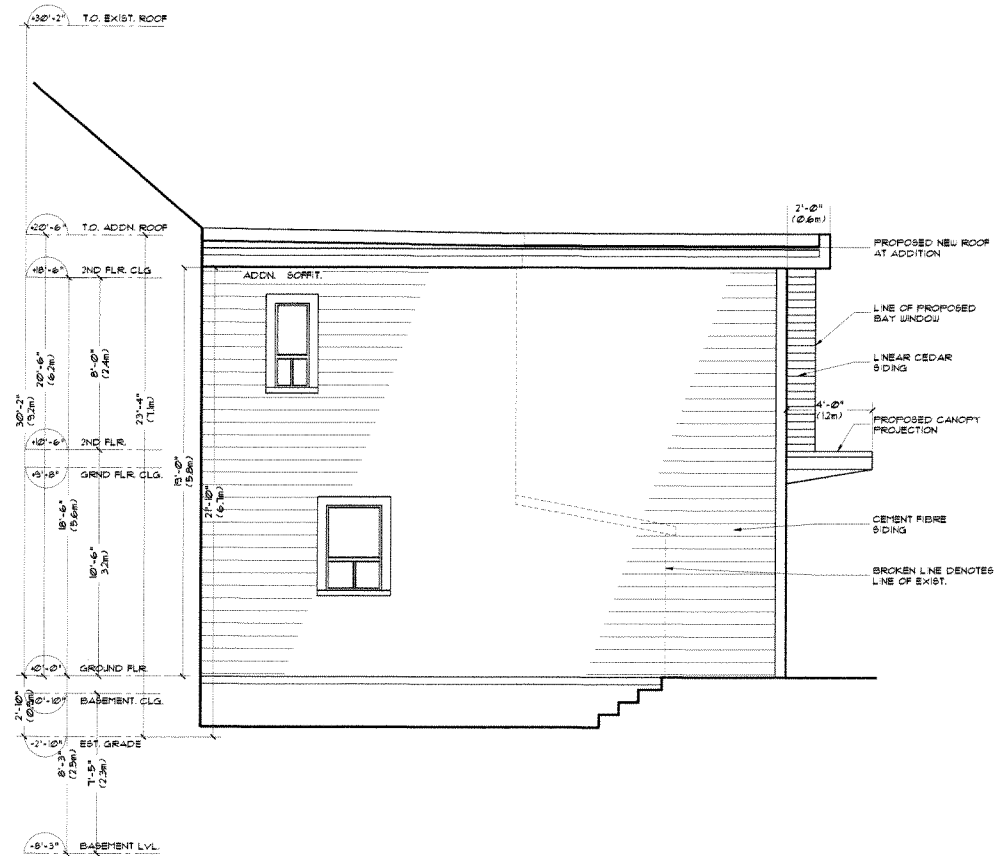 +30'-2" T.O. EXIST. ROOF
+20'-6" T.O. ADDN. ROOF
+18'-6" 2ND FLR. CLG
ADDN. SOFFIT.
2'-0"
(0.6m)
PROPOSED NEW ROOF
AT ADDITION
LINE OF PROPOSED
BAY WINDOW
LINEAR CEDAR
SIDING
4'-0"
(1.2m)
PROPOSED CANOPY
PROJECTION
30'-2"
(9.2m)
20'-6"
(6.2m)
8'-0"
(2.4m)
23'-4"
(7.1m)
+10'-6" 2ND FLR.
+9'-8" GRND FLR. CLG.
18'-6"
(5.6m)
19'-0"
(5.8m)
21'-10"
(6.7m)
10'-6"
3.2m)
CEMENT FIBRE
SIDING
BROKEN LINE DENOTES
LINE OF EXIST.
+0'-0" GROUND FLR.
2'-10"
0'-10" BASEMENT. CLG.
-2'-10" EST. GRADE
8'-3"
(2.5m)
7'-5"
(2.3m)
-8'-3" BASEMENT LVL.